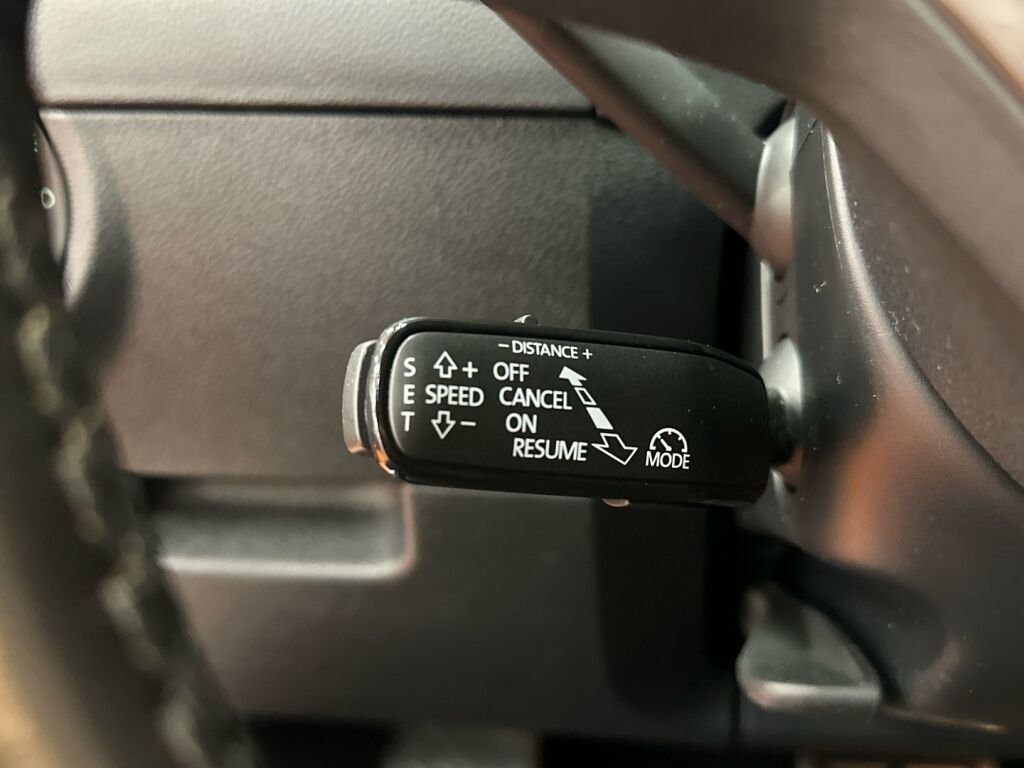 - DISTANCE +
S + OFF
E SPEED CANCEL
T - ON
RESUME
MODE